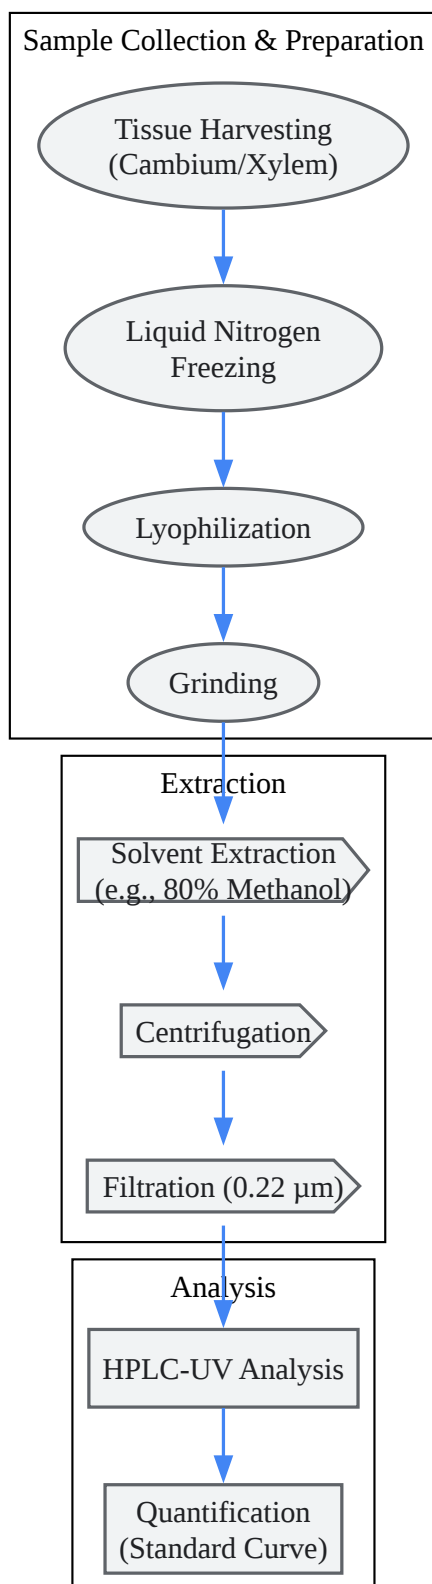 Sample Collection & Preparation
Tissue Harvesting
(Cambium/Xylem)
Liquid Nitrogen
Freezing
Lyophilization
Grinding
Extraction
Solvent Extraction
(e.g., 80% Methanol)
Centrifugation
Filtration (0.22 µm)
Analysis
HPLC-UV Analysis
Quantification
(Standard Curve)